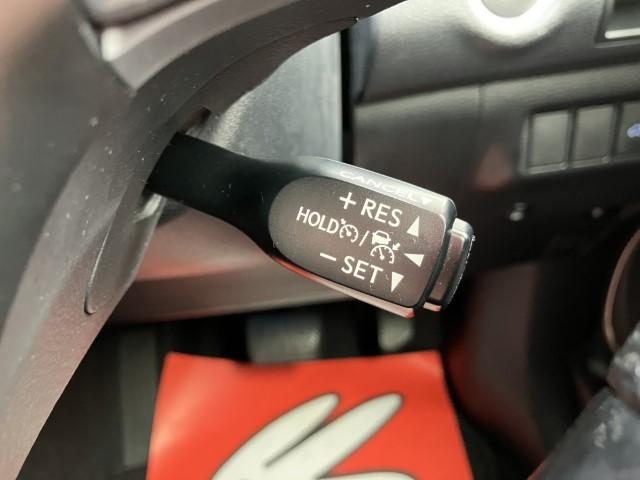 CANCEL▼
+ RES ▲
HOLD / ◀
− SET ▼